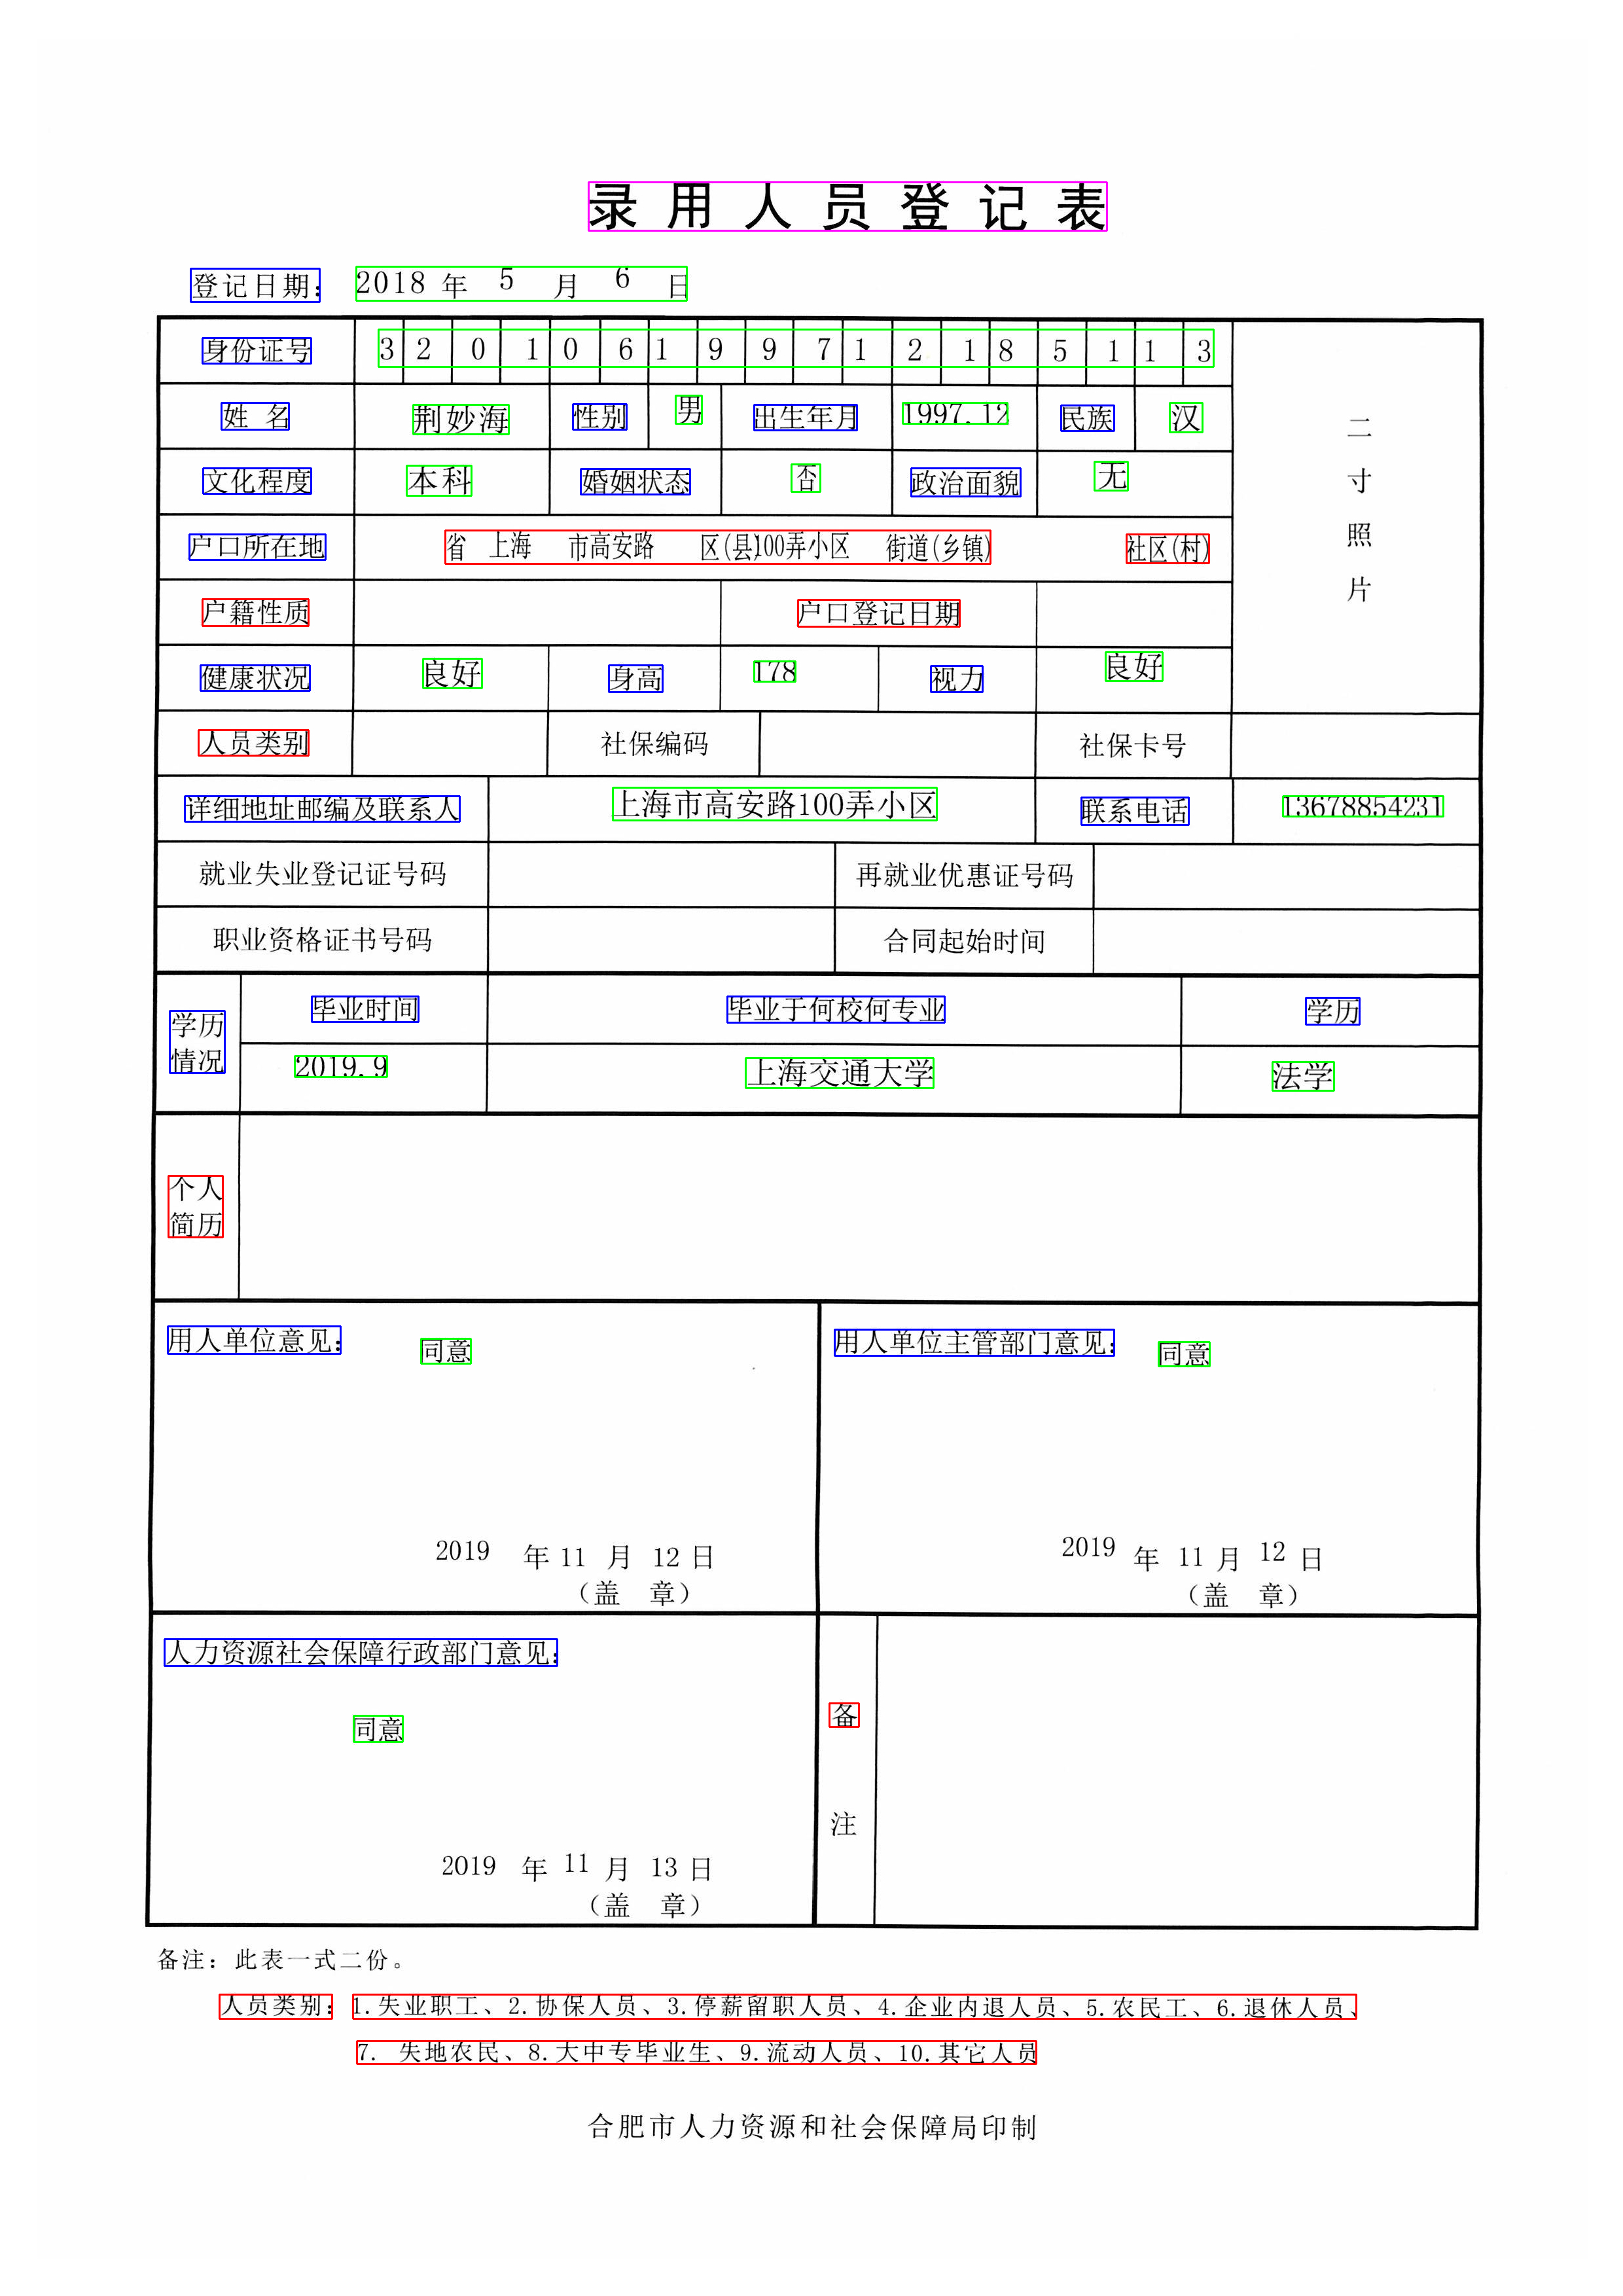 录用人员登记表
登记日期: 2018 年 5 月 6 日
身份证号 320106199712185113
姓 名 荆妙海 性别 男 出生年月 1997.12 民族 汉
二寸照片
文化程度 本科 婚姻状态 否 政治面貌 无
户口所在地 省 上海 市高安路 区(县)100弄小区 街道(乡镇) 社区(村)
户籍性质 户口登记日期
健康状况 良好 身高 178 视力 良好
人员类别 社保编码 社保卡号
详细地址邮编及联系人 上海市高安路100弄小区 联系电话 13678854231
就业失业登记证号码 再就业优惠证号码
职业资格证书号码 合同起始时间
学历情况 毕业时间 毕业于何校何专业 学历
2019.9 上海交通大学 法学
个人
简历
用人单位意见: 同意 用人单位主管部门意见: 同意
2019 年 11 月 12 日 2019 年 11 月 12 日
（盖 章） （盖 章）
人力资源社会保障行政部门意见:
备注
同意
2019 年 11 月 13 日
（盖 章）
备注：此表一式二份。
人员类别: 1.失业职工、2.协保人员、3.停薪留职人员、4.企业内退人员、5.农民工、6.退休人员、
7. 失地农民、8.大中专毕业生、9.流动人员、10.其它人员
合肥市人力资源和社会保障局印制